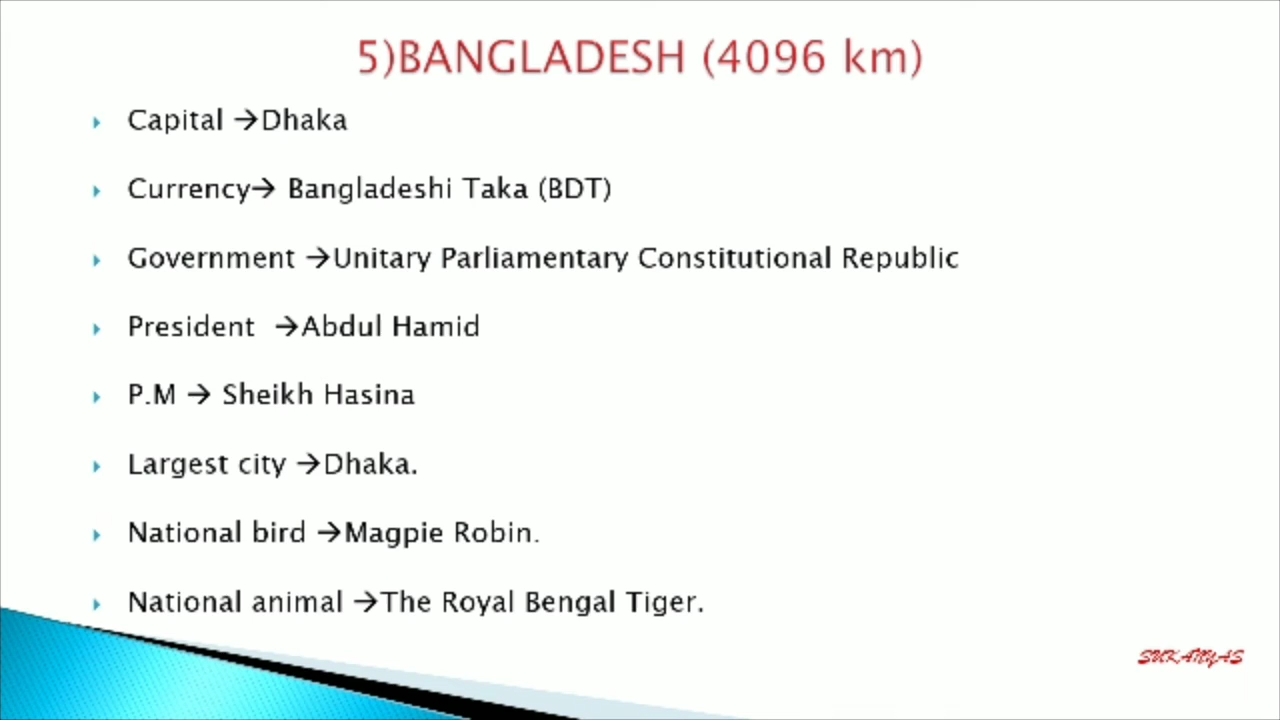 5)BANGLADESH (4096 km)
Capital →Dhaka
Currency→ Bangladeshi Taka (BDT)
Government →Unitary Parliamentary Constitutional Republic
President →Abdul Hamid
P.M → Sheikh Hasina
Largest city →Dhaka.
National bird →Magpie Robin.
National animal →The Royal Bengal Tiger.
SUKANYAS